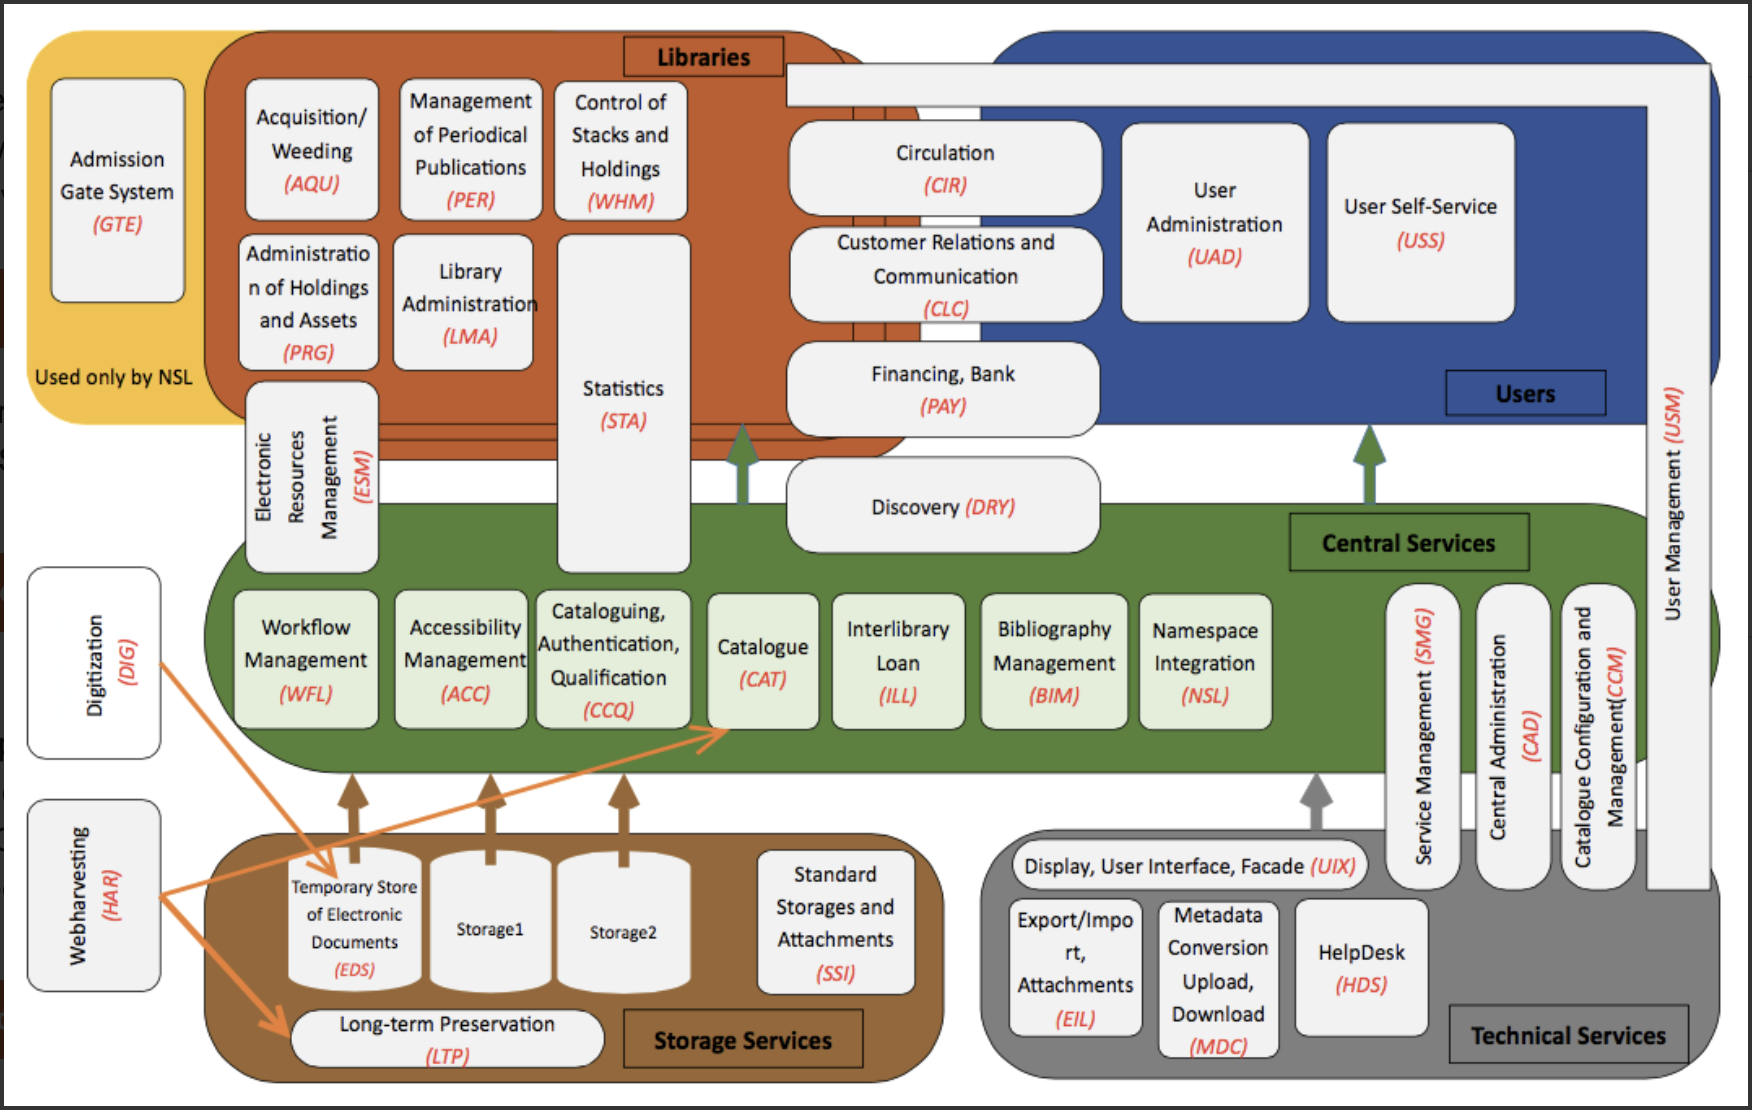 Libraries
Admission
Gate System
(GTE)
Used only by NSL
Acquisition/
Weeding
(AQU)
Management
of Periodical
Publications
(PER)
Control of
Stacks and
Holdings
(WHM)
Administratio
n of Holdings
and Assets
(PRG)
Library
Administration
(LMA)
Statistics
(STA)
Electronic
Resources
Management
(ESM)
Circulation
(CIR)
Customer Relations and
Communication
(CLC)
Financing, Bank
(PAY)
Discovery (DRY)
User
Administration
(UAD)
User Self-Service
(USS)
Users
User Management (USM)
Central Services
Workflow
Management
(WFL)
Accessibility
Management
(ACC)
Cataloguing,
Authentication,
Qualification
(CCQ)
Catalogue
(CAT)
Interlibrary
Loan
(ILL)
Bibliography
Management
(BIM)
Namespace
Integration
(NSL)
Service Management (SMG)
Central Administration
(CAD)
Catalogue Configuration and
Management(CCM)
Digitization
(DIG)
Webharvesting
(HAR)
Temporary Store
of Electronic
Documents
(EDS)
Storage1
Storage2
Standard
Storages and
Attachments
(SSI)
Long-term Preservation
(LTP)
Storage Services
Display, User Interface, Facade (UIX)
Export/Impo
rt,
Attachments
(EIL)
Metadata
Conversion
Upload,
Download
(MDC)
HelpDesk
(HDS)
Technical Services